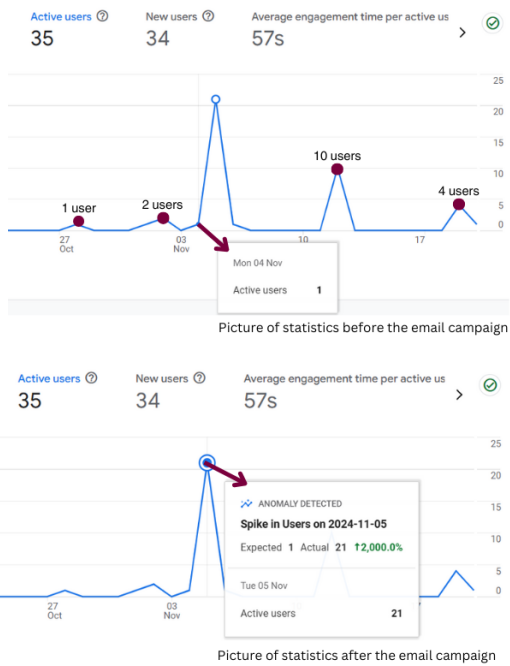 Active users New users Average engagement time per active us
35 34 57s
25
20
15
10
5
0
1 user
2 users
10 users
4 users
27
Oct
03
Nov
10
17
Mon 04 Nov
Active users 1
Picture of statistics before the email campaign
Active users New users Average engagement time per active us
35 34 57s
25
20
15
10
5
0
ANOMALY DETECTED
Spike in Users on 2024-11-05
Expected 1 Actual 21 ↑2,000.0%
Tue 05 Nov
Active users 21
27
Oct
03
Nov
Picture of statistics after the email campaign